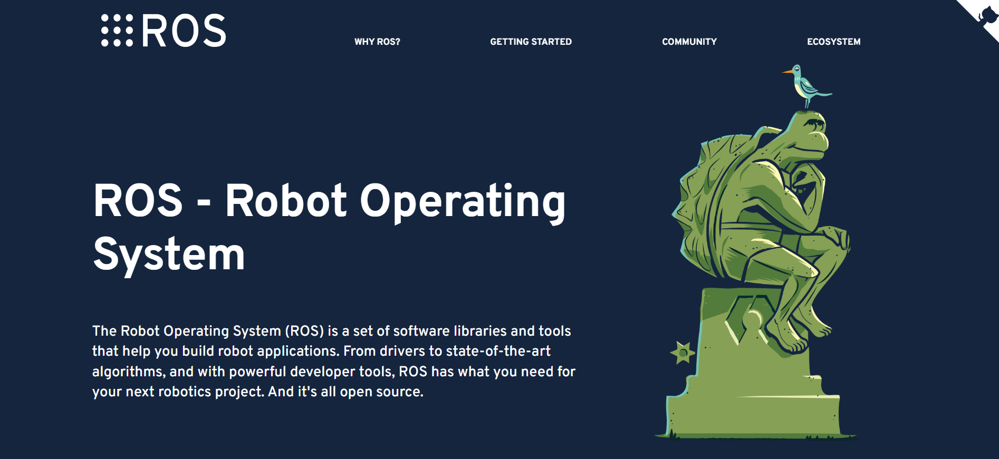 ROS
WHY ROS?
GETTING STARTED
COMMUNITY
ECOSYSTEM
ROS - Robot Operating
System
The Robot Operating System (ROS) is a set of software libraries and tools
that help you build robot applications. From drivers to state-of-the-art
algorithms, and with powerful developer tools, ROS has what you need for
your next robotics project. And it's all open source.